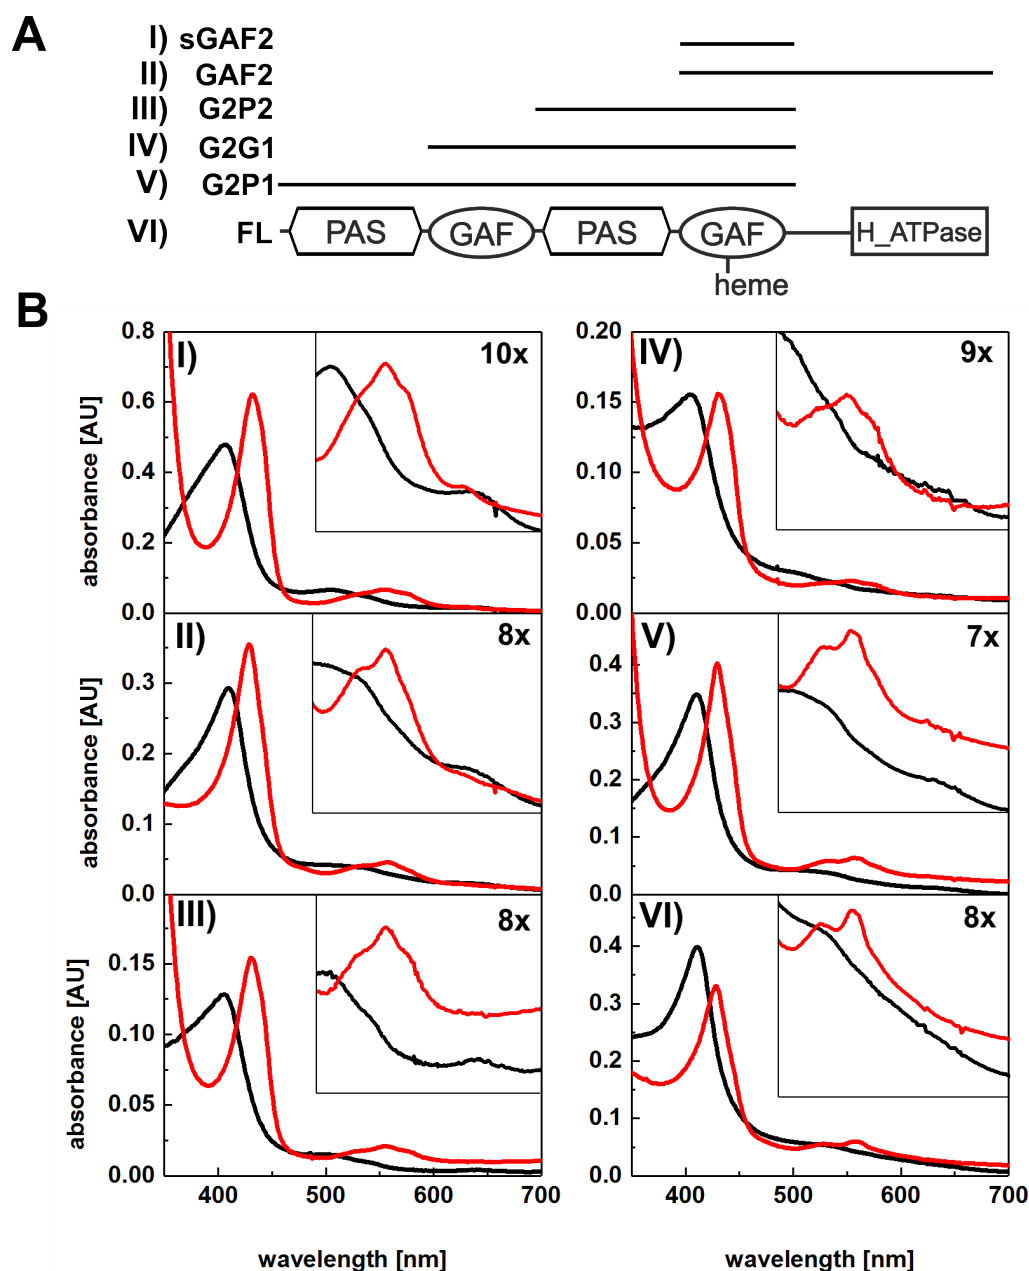 A
I) sGAF2
II) GAF2
III) G2P2
IV) G2G1
V) G2P1
VI) FL PAS GAF PAS GAF H_ATPase
heme
B
0.8 I) 10x
0.6
0.4
0.2
0.0
absorbance [AU]
0.20 IV) 9x
0.15
0.10
0.05
0.00
II) 8x
0.3
0.2
0.1
0.0
absorbance [AU]
V) 7x
0.4
0.3
0.2
0.1
0.0
III) 8x
0.15
0.10
0.05
0.00
absorbance [AU]
400 500 600 700
wavelength [nm]
VI) 8x
0.4
0.3
0.2
0.1
0.0
400 500 600 700
wavelength [nm]